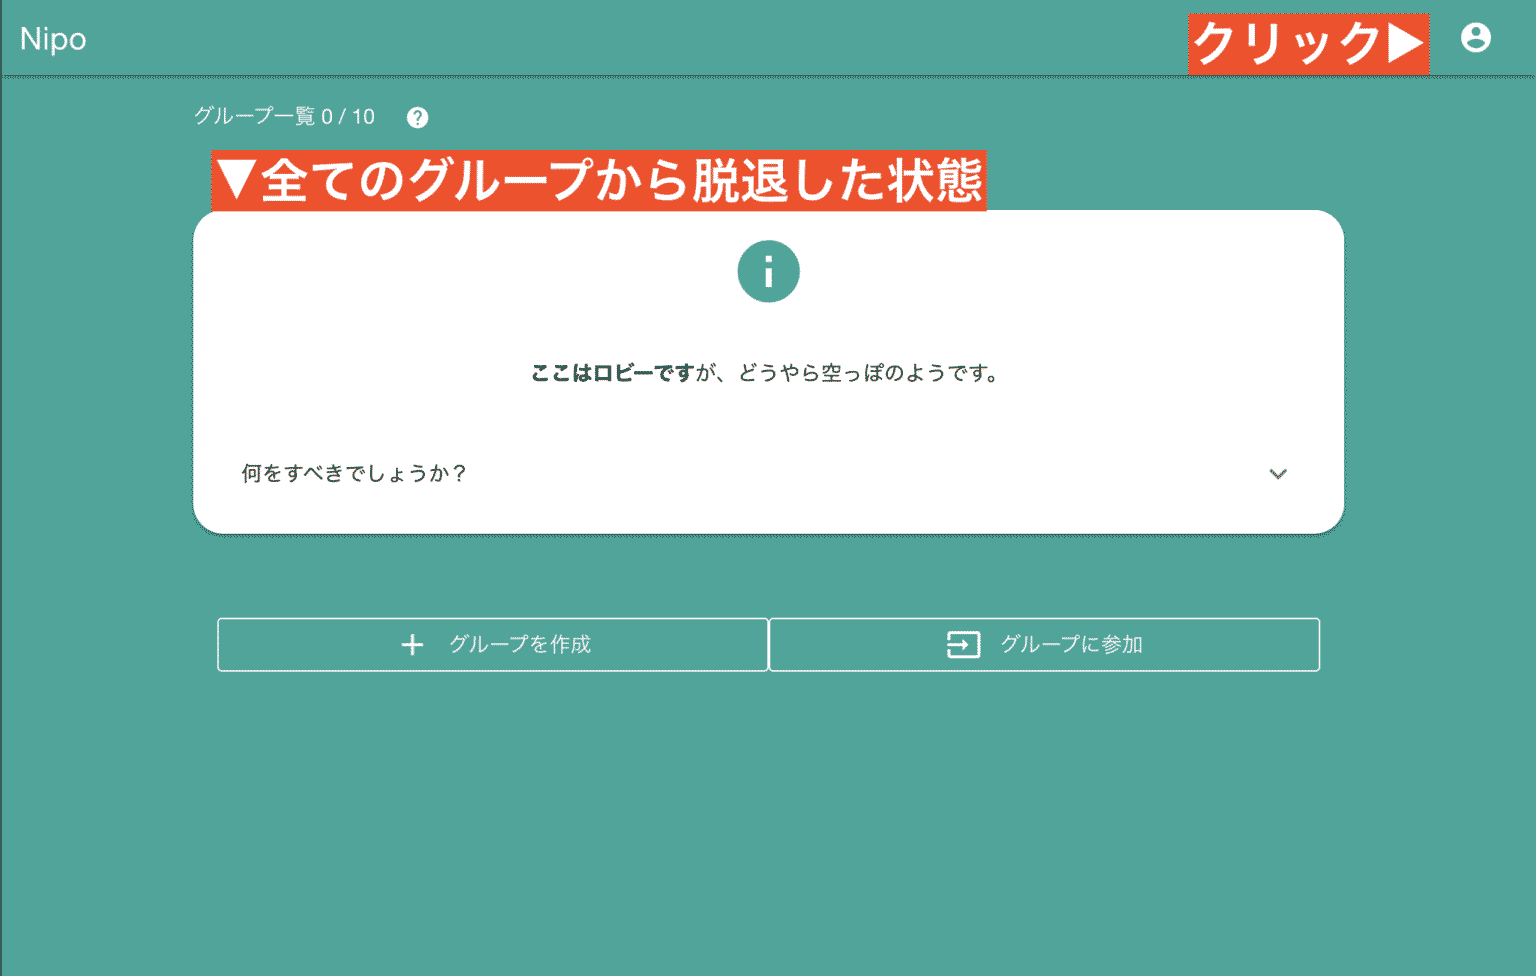 Nipo
クリック▶
グループ一覧 0 / 10
▼全てのグループから脱退した状態
ここはロビーですが、どうやら空っぽのようです。
何をすべきでしょうか？
グループを作成
グループに参加